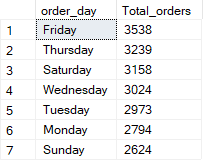 order_day Total_orders
1 Friday 3538
2 Thursday 3239
3 Saturday 3158
4 Wednesday 3024
5 Tuesday 2973
6 Monday 2794
7 Sunday 2624